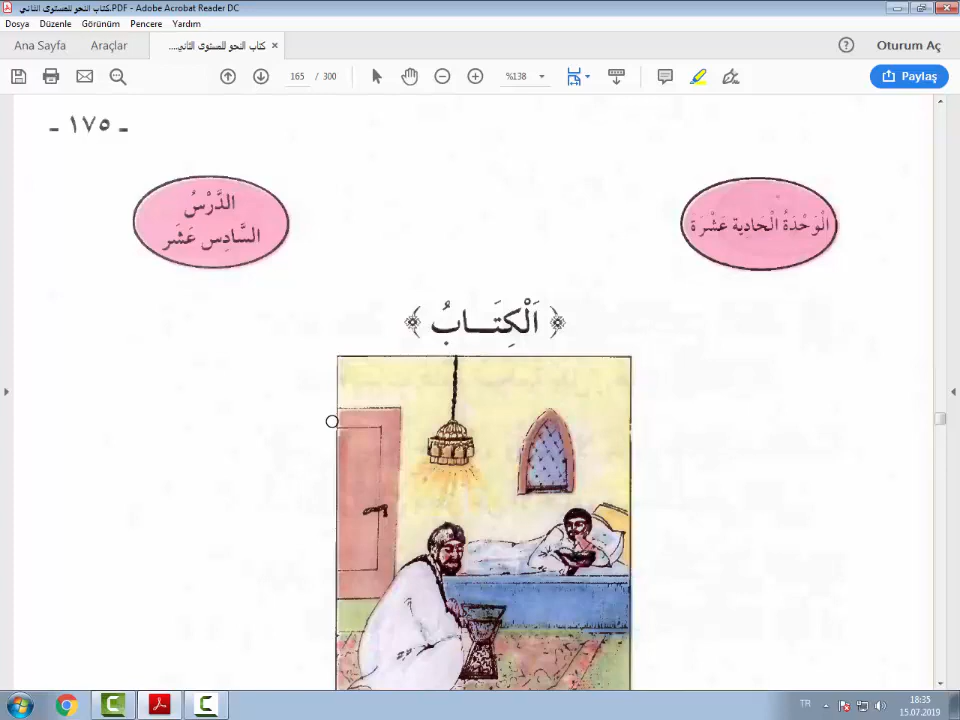 كتاب النحو للمستوى الثاني.PDF - Adobe Acrobat Reader DC
Dosya Düzenle Görünüm Pencere Yardım
Ana Sayfa Araçlar كتاب النحو للمستوى الثاني.... × ? Oturum Aç
165 / 300 %138 Paylaş
- ١٧٥ -
الْوَحْدَةُ الْحَادِية عَشْرَة
الدَّرْسُ
السَّادِس عَشَر
﴿ اَلْكِتَـــابُ ﴾
TR 18:35
15.07.2019